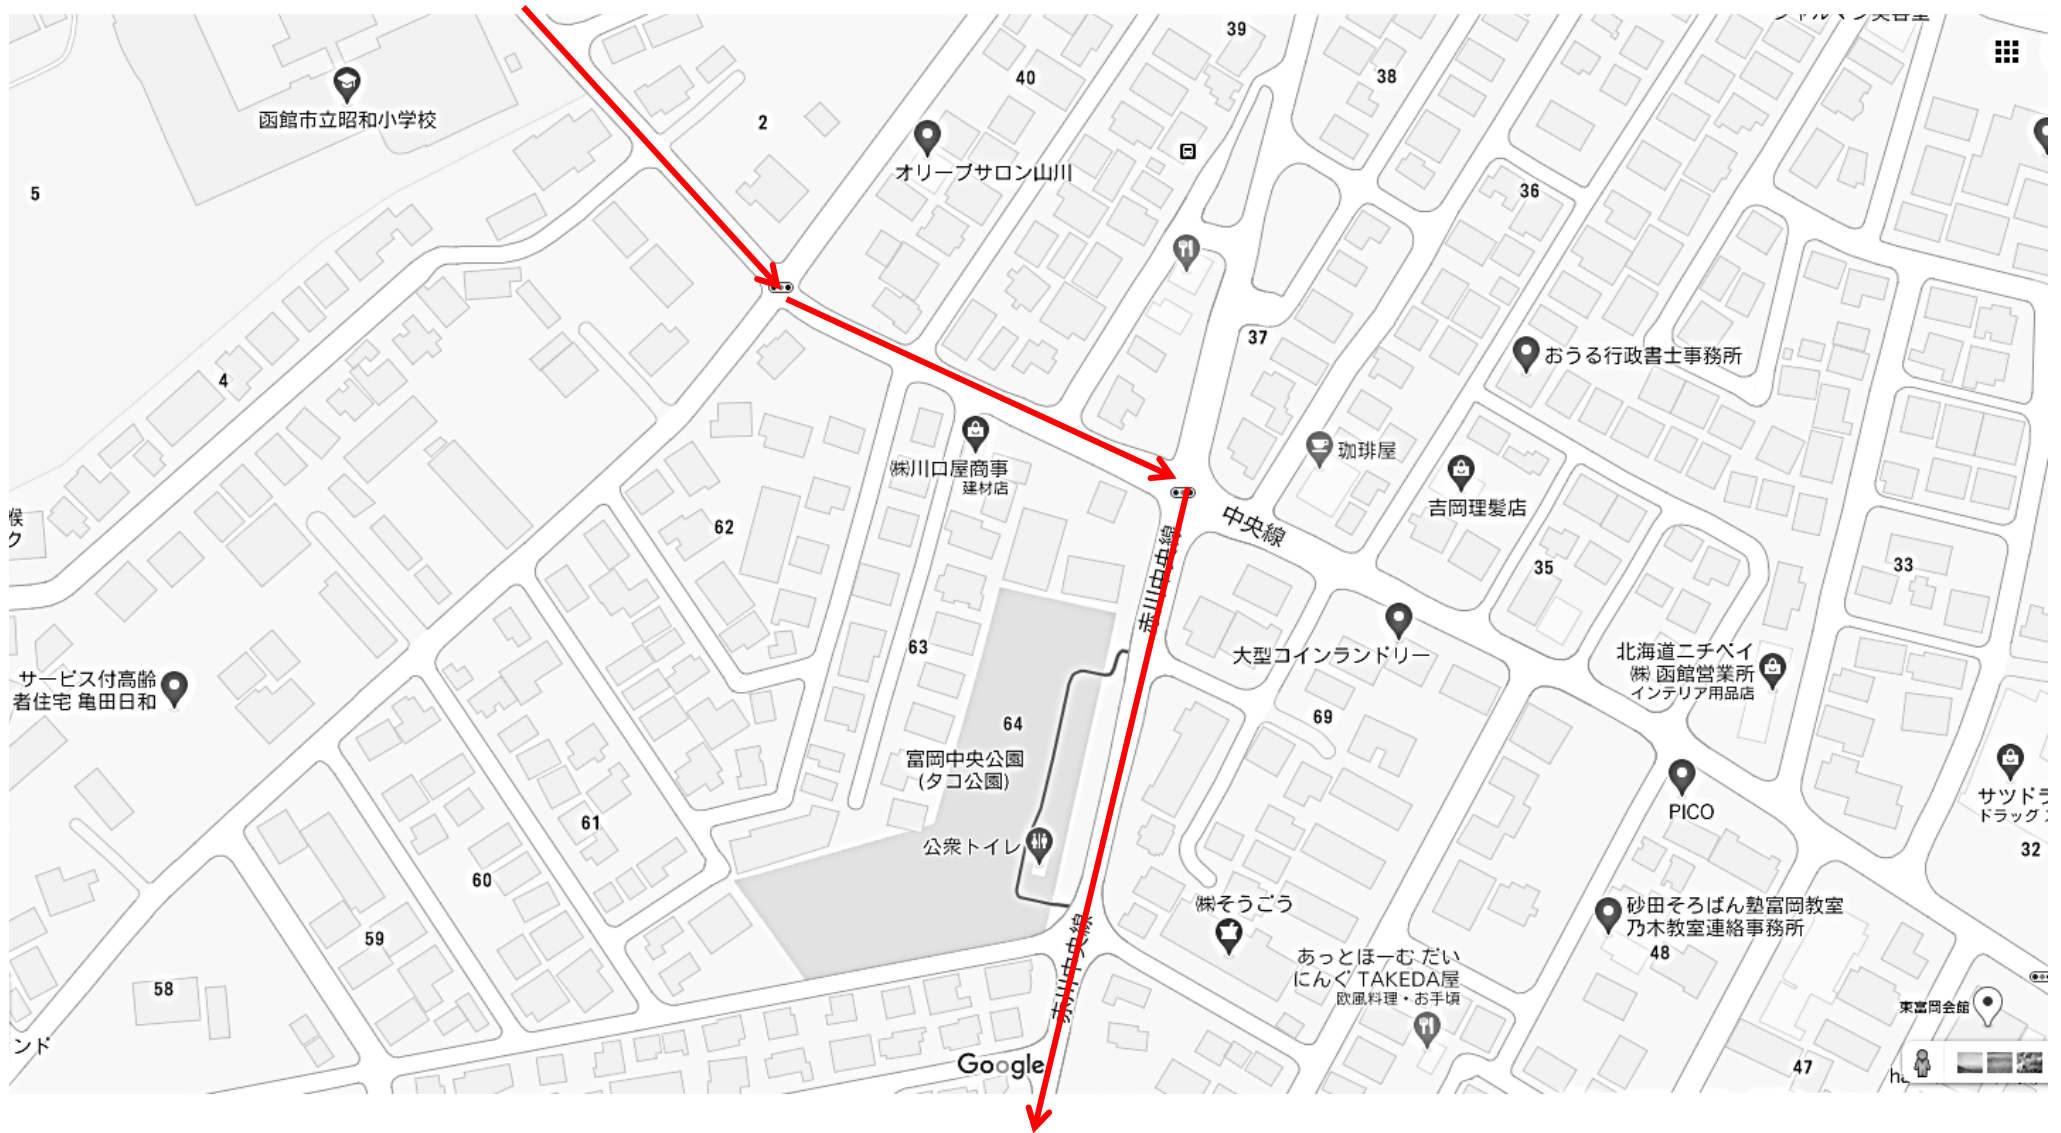 39
40
38
函館市立昭和小学校
2
オリーブサロン山川
5
36
37
おうる行政書士事務所
4
珈琲屋
㈱川口屋商事
建材店
吉岡理髪店
中央線
62
赤川中央線
35
33
63
大型コインランドリー
北海道ニチベイ
㈱ 函館営業所
インテリア用品店
サービス付高齢
者住宅 亀田日和
64
69
富岡中央公園
(タコ公園)
PICO
サツドラ
ドラッグス
61
公衆トイレ
32
60
㈱そうごう
砂田そろばん塾富岡教室
乃木教室連絡事務所
59
48
あっとほーむ だい
にんぐ TAKEDA屋
欧風料理・お手頃
赤川中央線
58
東富岡会館
ンド
Google
47